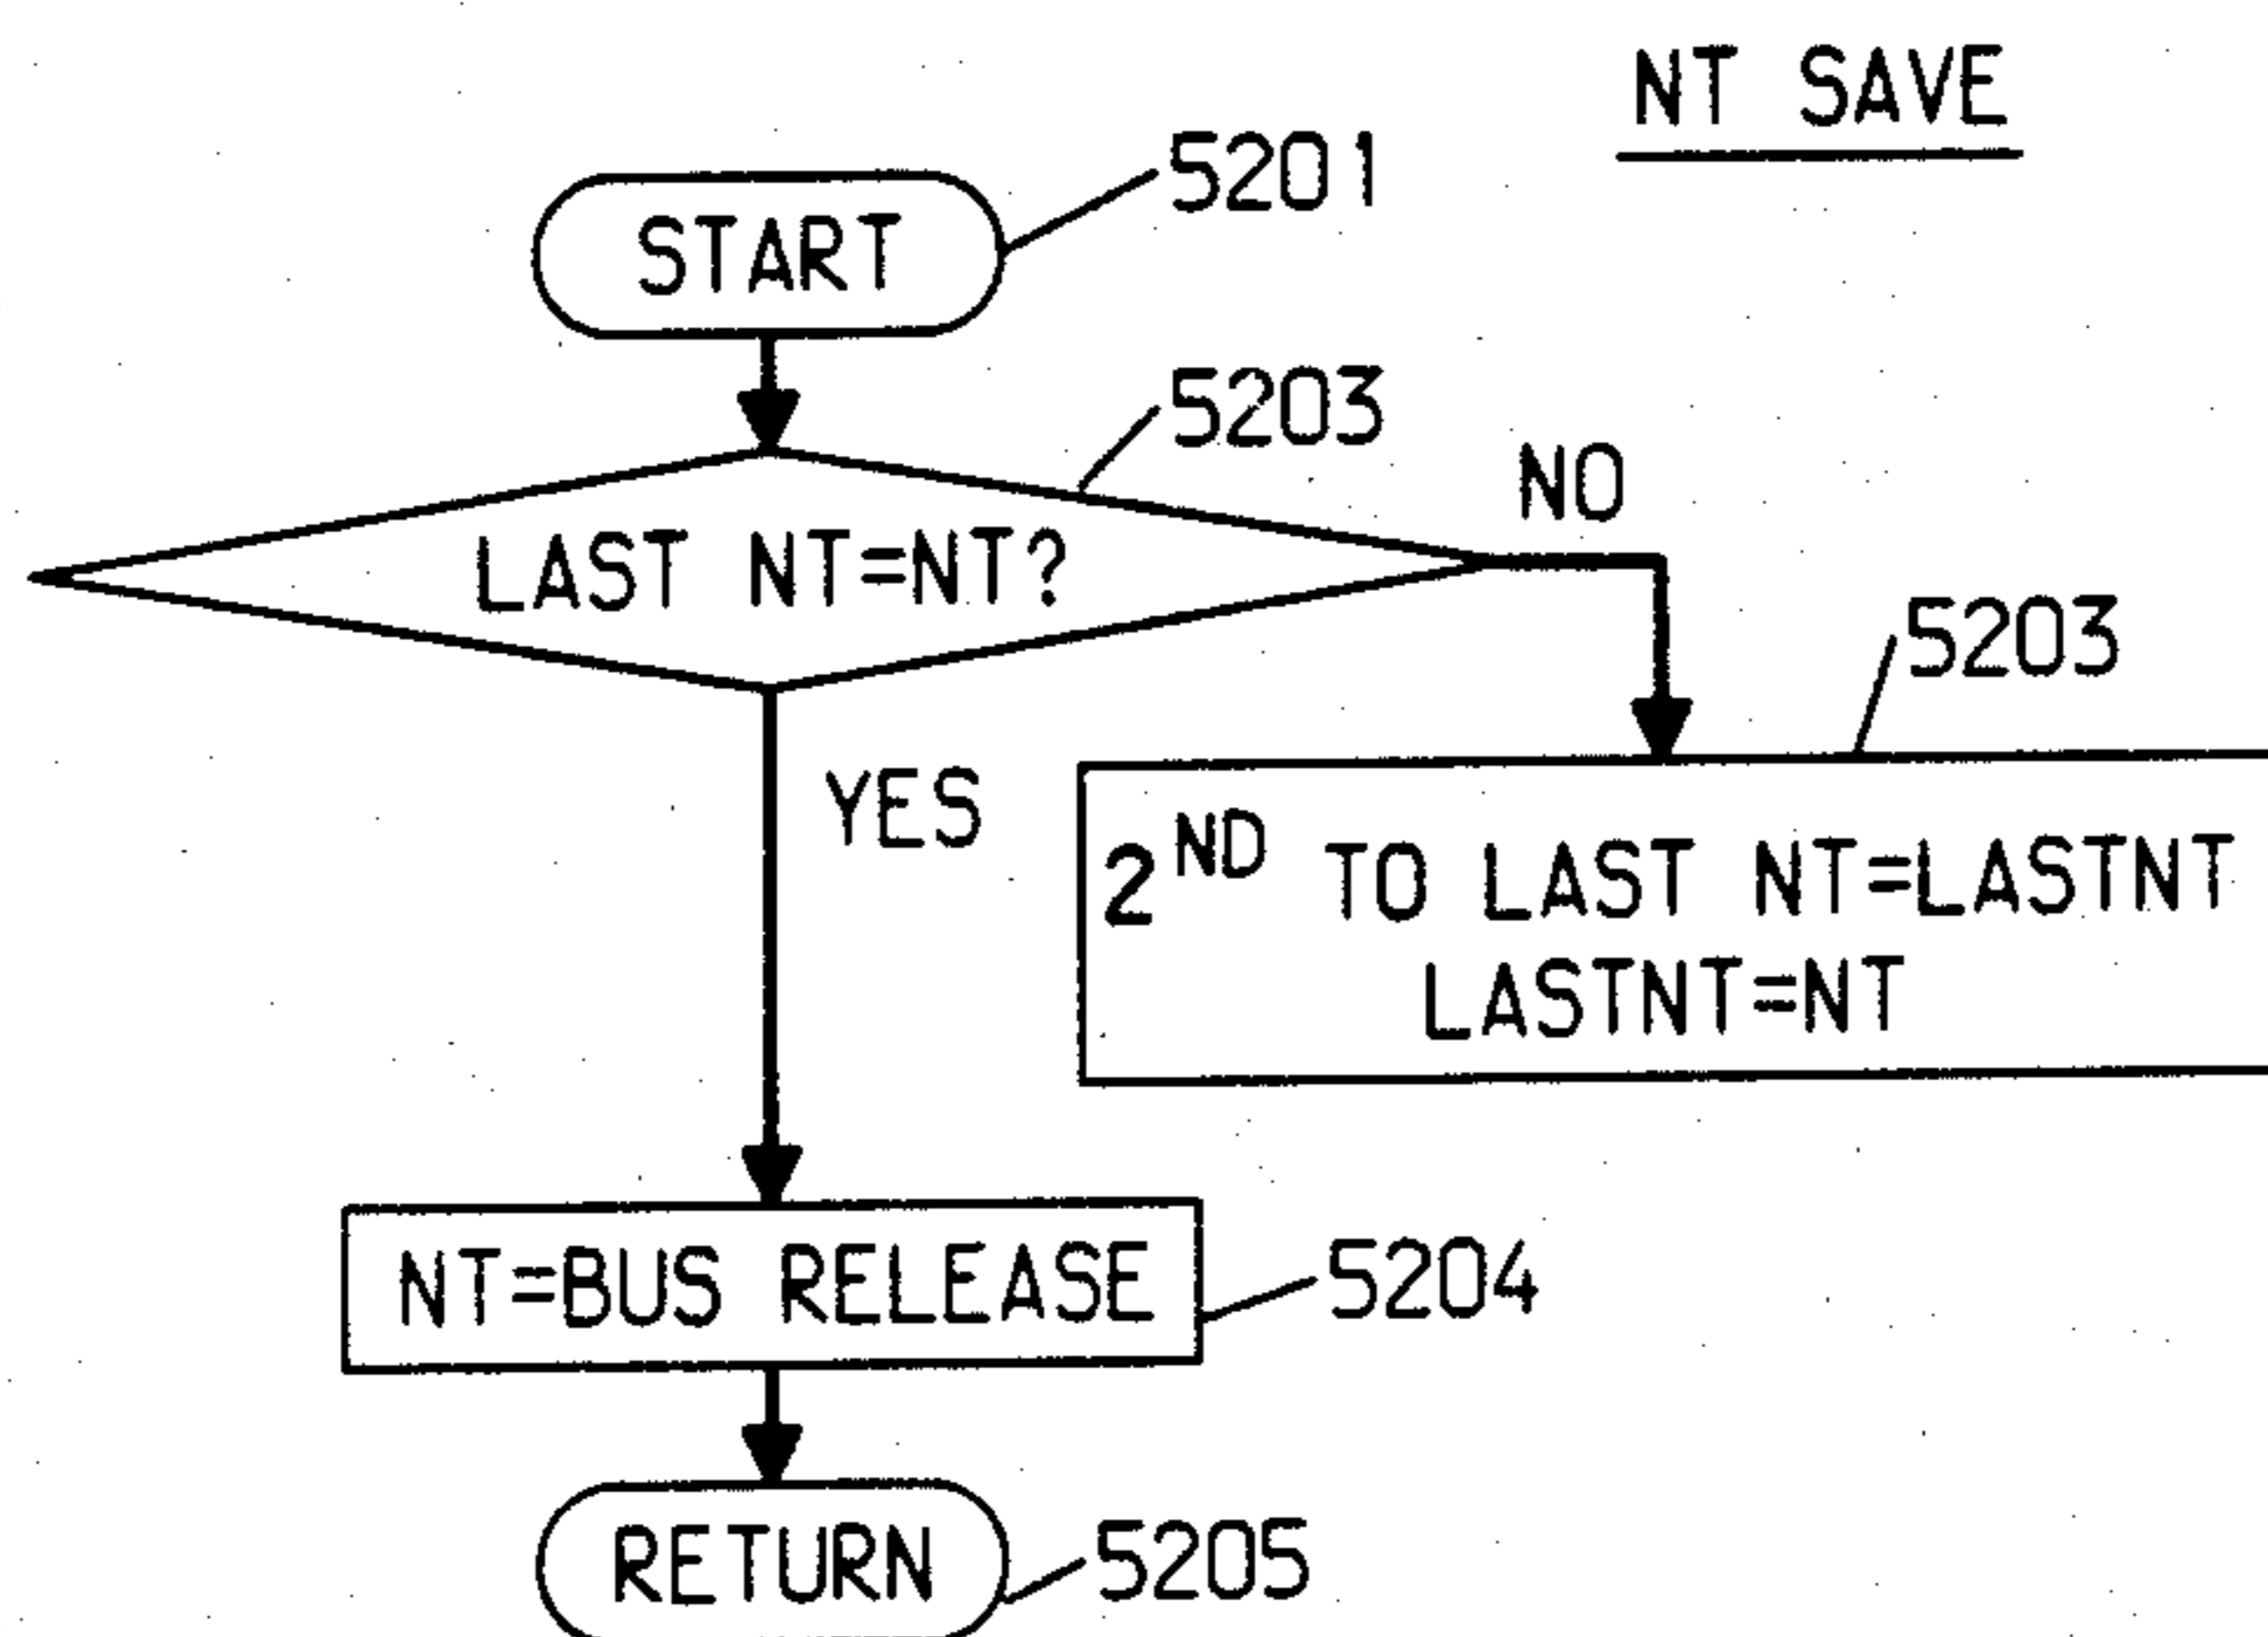 NT SAVE
5201
START
5203
NO
LAST NT=NT?
5203
YES
2ND TO LAST NT=LASTNT
LASTNT=NT
NT=BUS RELEASE
5204
RETURN
5205